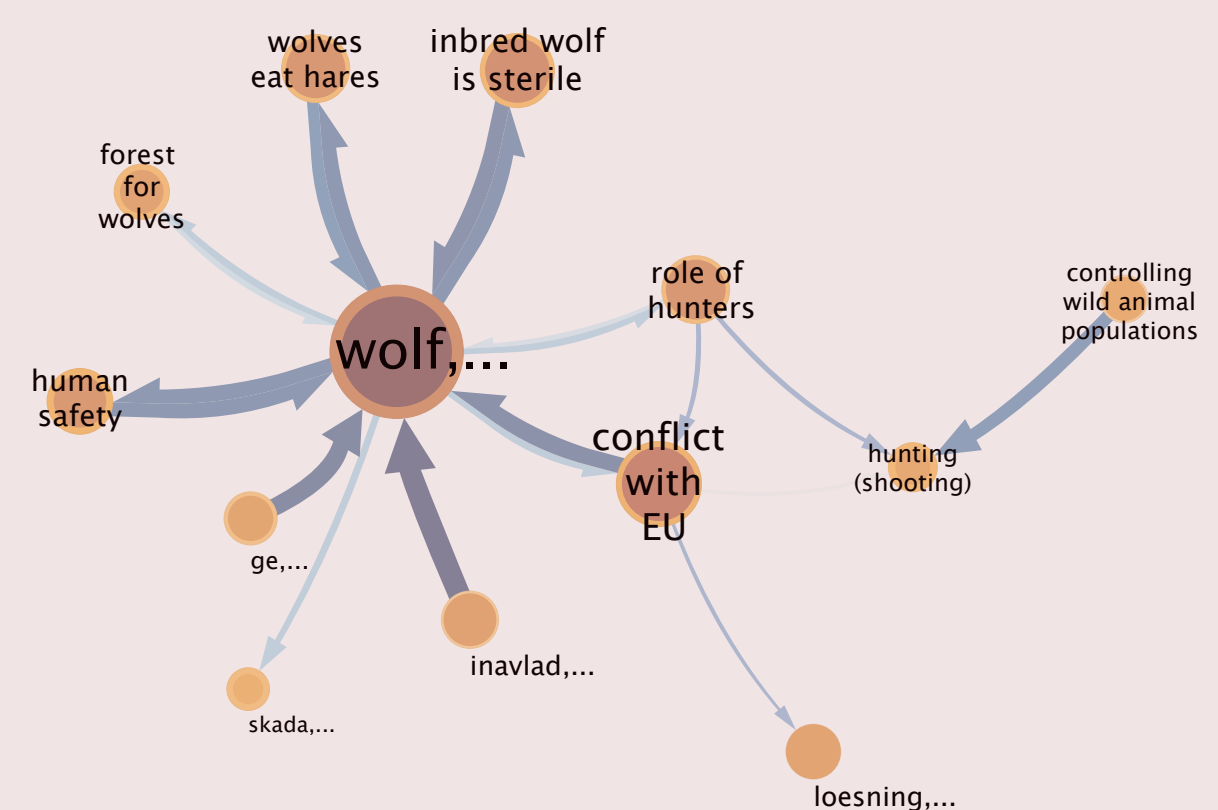 wolves
eat hares
inbred wolf
is sterile
forest
for
wolves
role of
hunters
controlling
wild animal
populations
wolf,...
human
safety
conflict
with
EU
hunting
(shooting)
ge,...
inavlad,...
skada,...
loesning,...